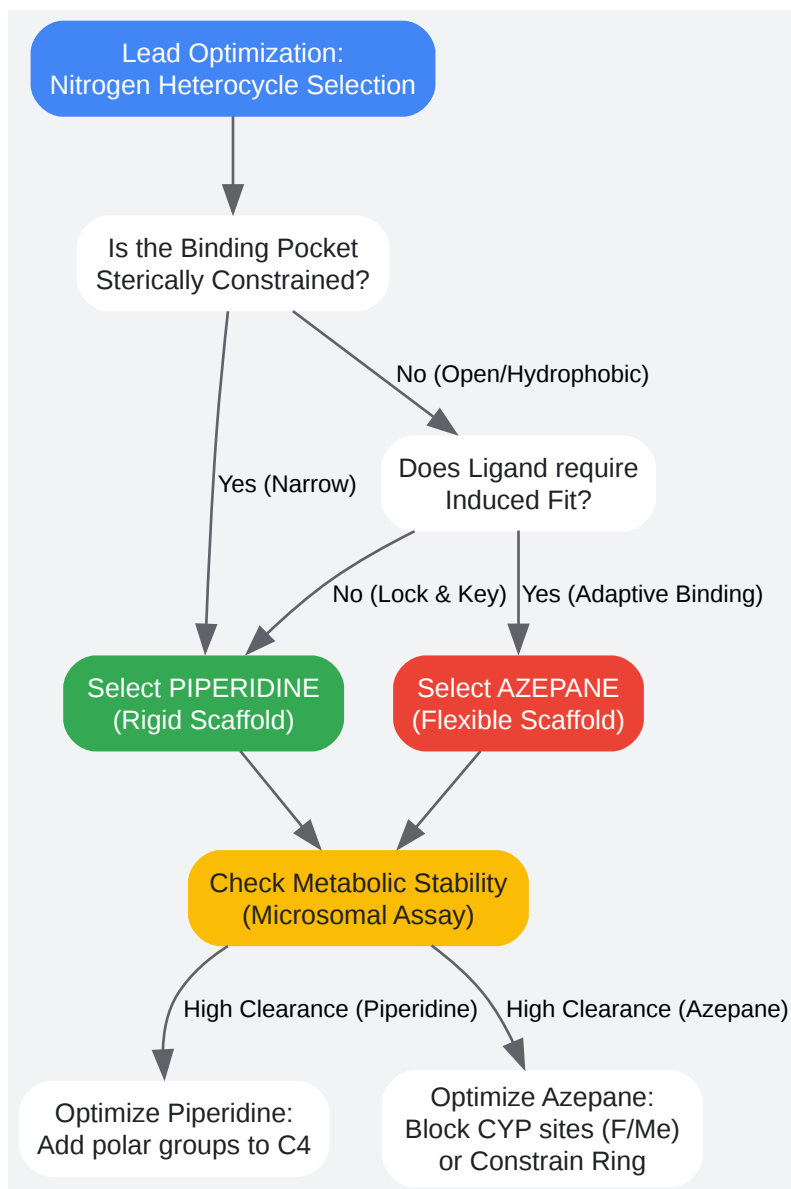 Lead Optimization:
Nitrogen Heterocycle Selection
Is the Binding Pocket
Sterically Constrained?
No (Open/Hydrophobic)
Does Ligand require
Induced Fit?
Yes (Narrow)
No (Lock & Key)
Yes (Adaptive Binding)
Select PIPERIDINE
(Rigid Scaffold)
Select AZEPANE
(Flexible Scaffold)
Check Metabolic Stability
(Microsomal Assay)
High Clearance (Piperidine)
High Clearance (Azepane)
Optimize Piperidine:
Add polar groups to C4
Optimize Azepane:
Block CYP sites (F/Me)
or Constrain Ring